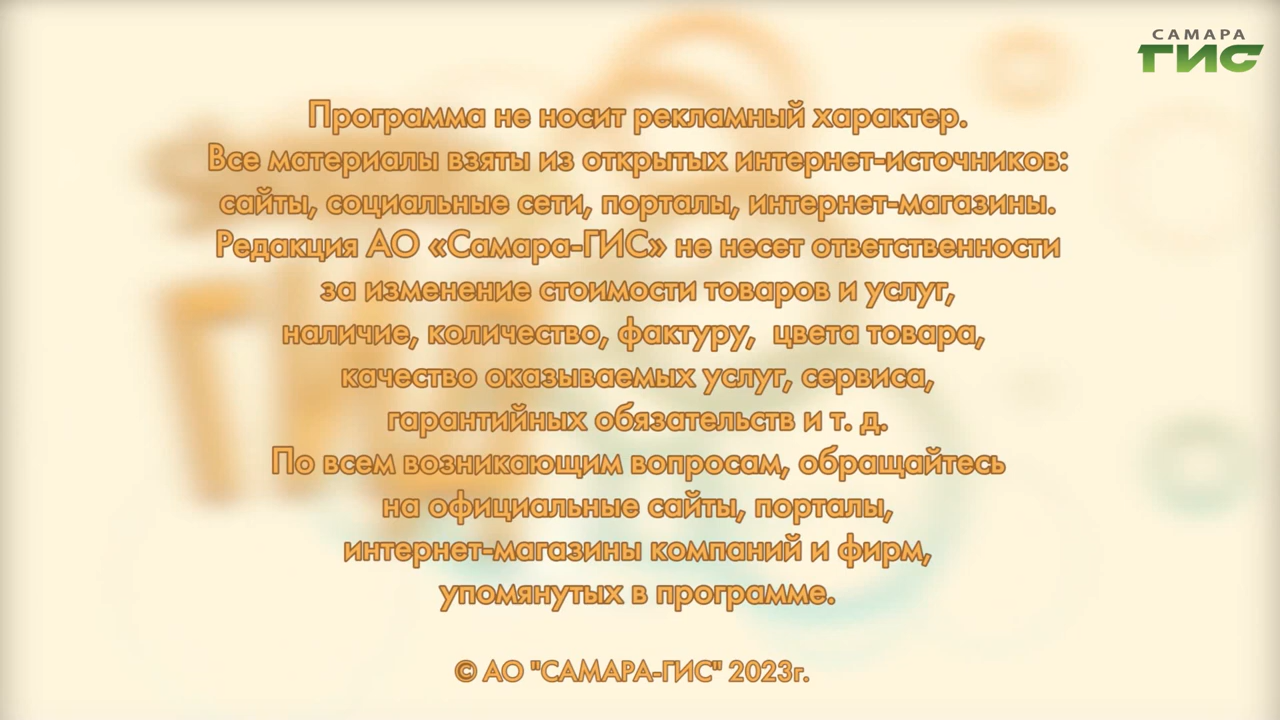 САМАРА
ГИС
Программа не носит рекламный характер.
Все материалы взяты из открытых интернет-источников:
сайты, социальные сети, порталы, интернет-магазины.
Редакция АО «Самара-ГИС» не несет ответственности
за изменение стоимости товаров и услуг,
наличие, количество, фактуру, цвета товара,
качество оказываемых услуг, сервиса,
гарантийных обязательств и т. д.
По всем возникающим вопросам, обращайтесь
на официальные сайты, порталы,
интернет-магазины компаний и фирм,
упомянутых в программе.
© АО "САМАРА-ГИС" 2023г.